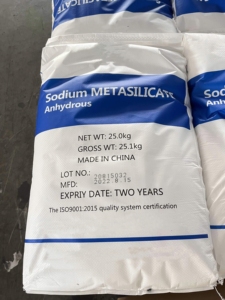 Sodium METASILICATE
Anhydrous
NET WT: 25.0kg
GROSS WT: 25.1kg
MADE IN CHINA
LOT NO.:
MFD:
EXPRIY DATE: TWO YEARS
The ISO9001:2015 quality system certification